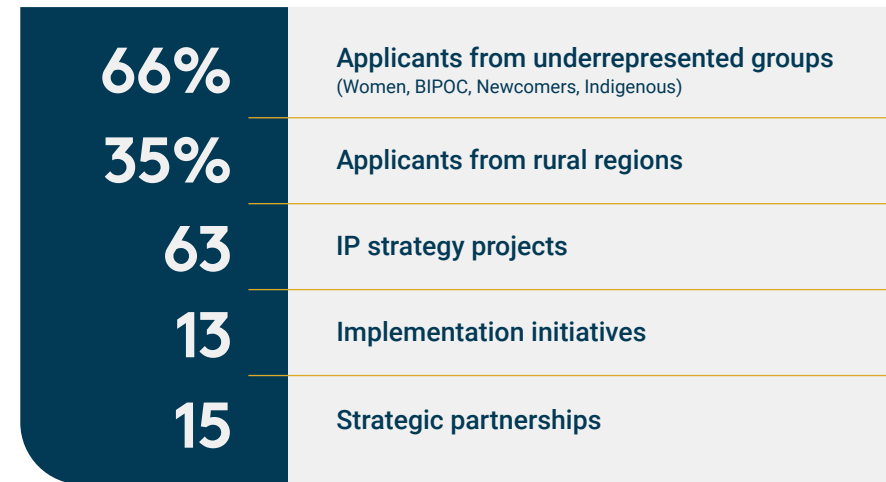 66%
Applicants from underrepresented groups
(Women, BIPOC, Newcomers, Indigenous)
35%
Applicants from rural regions
63
IP strategy projects
13
Implementation initiatives
15
Strategic partnerships